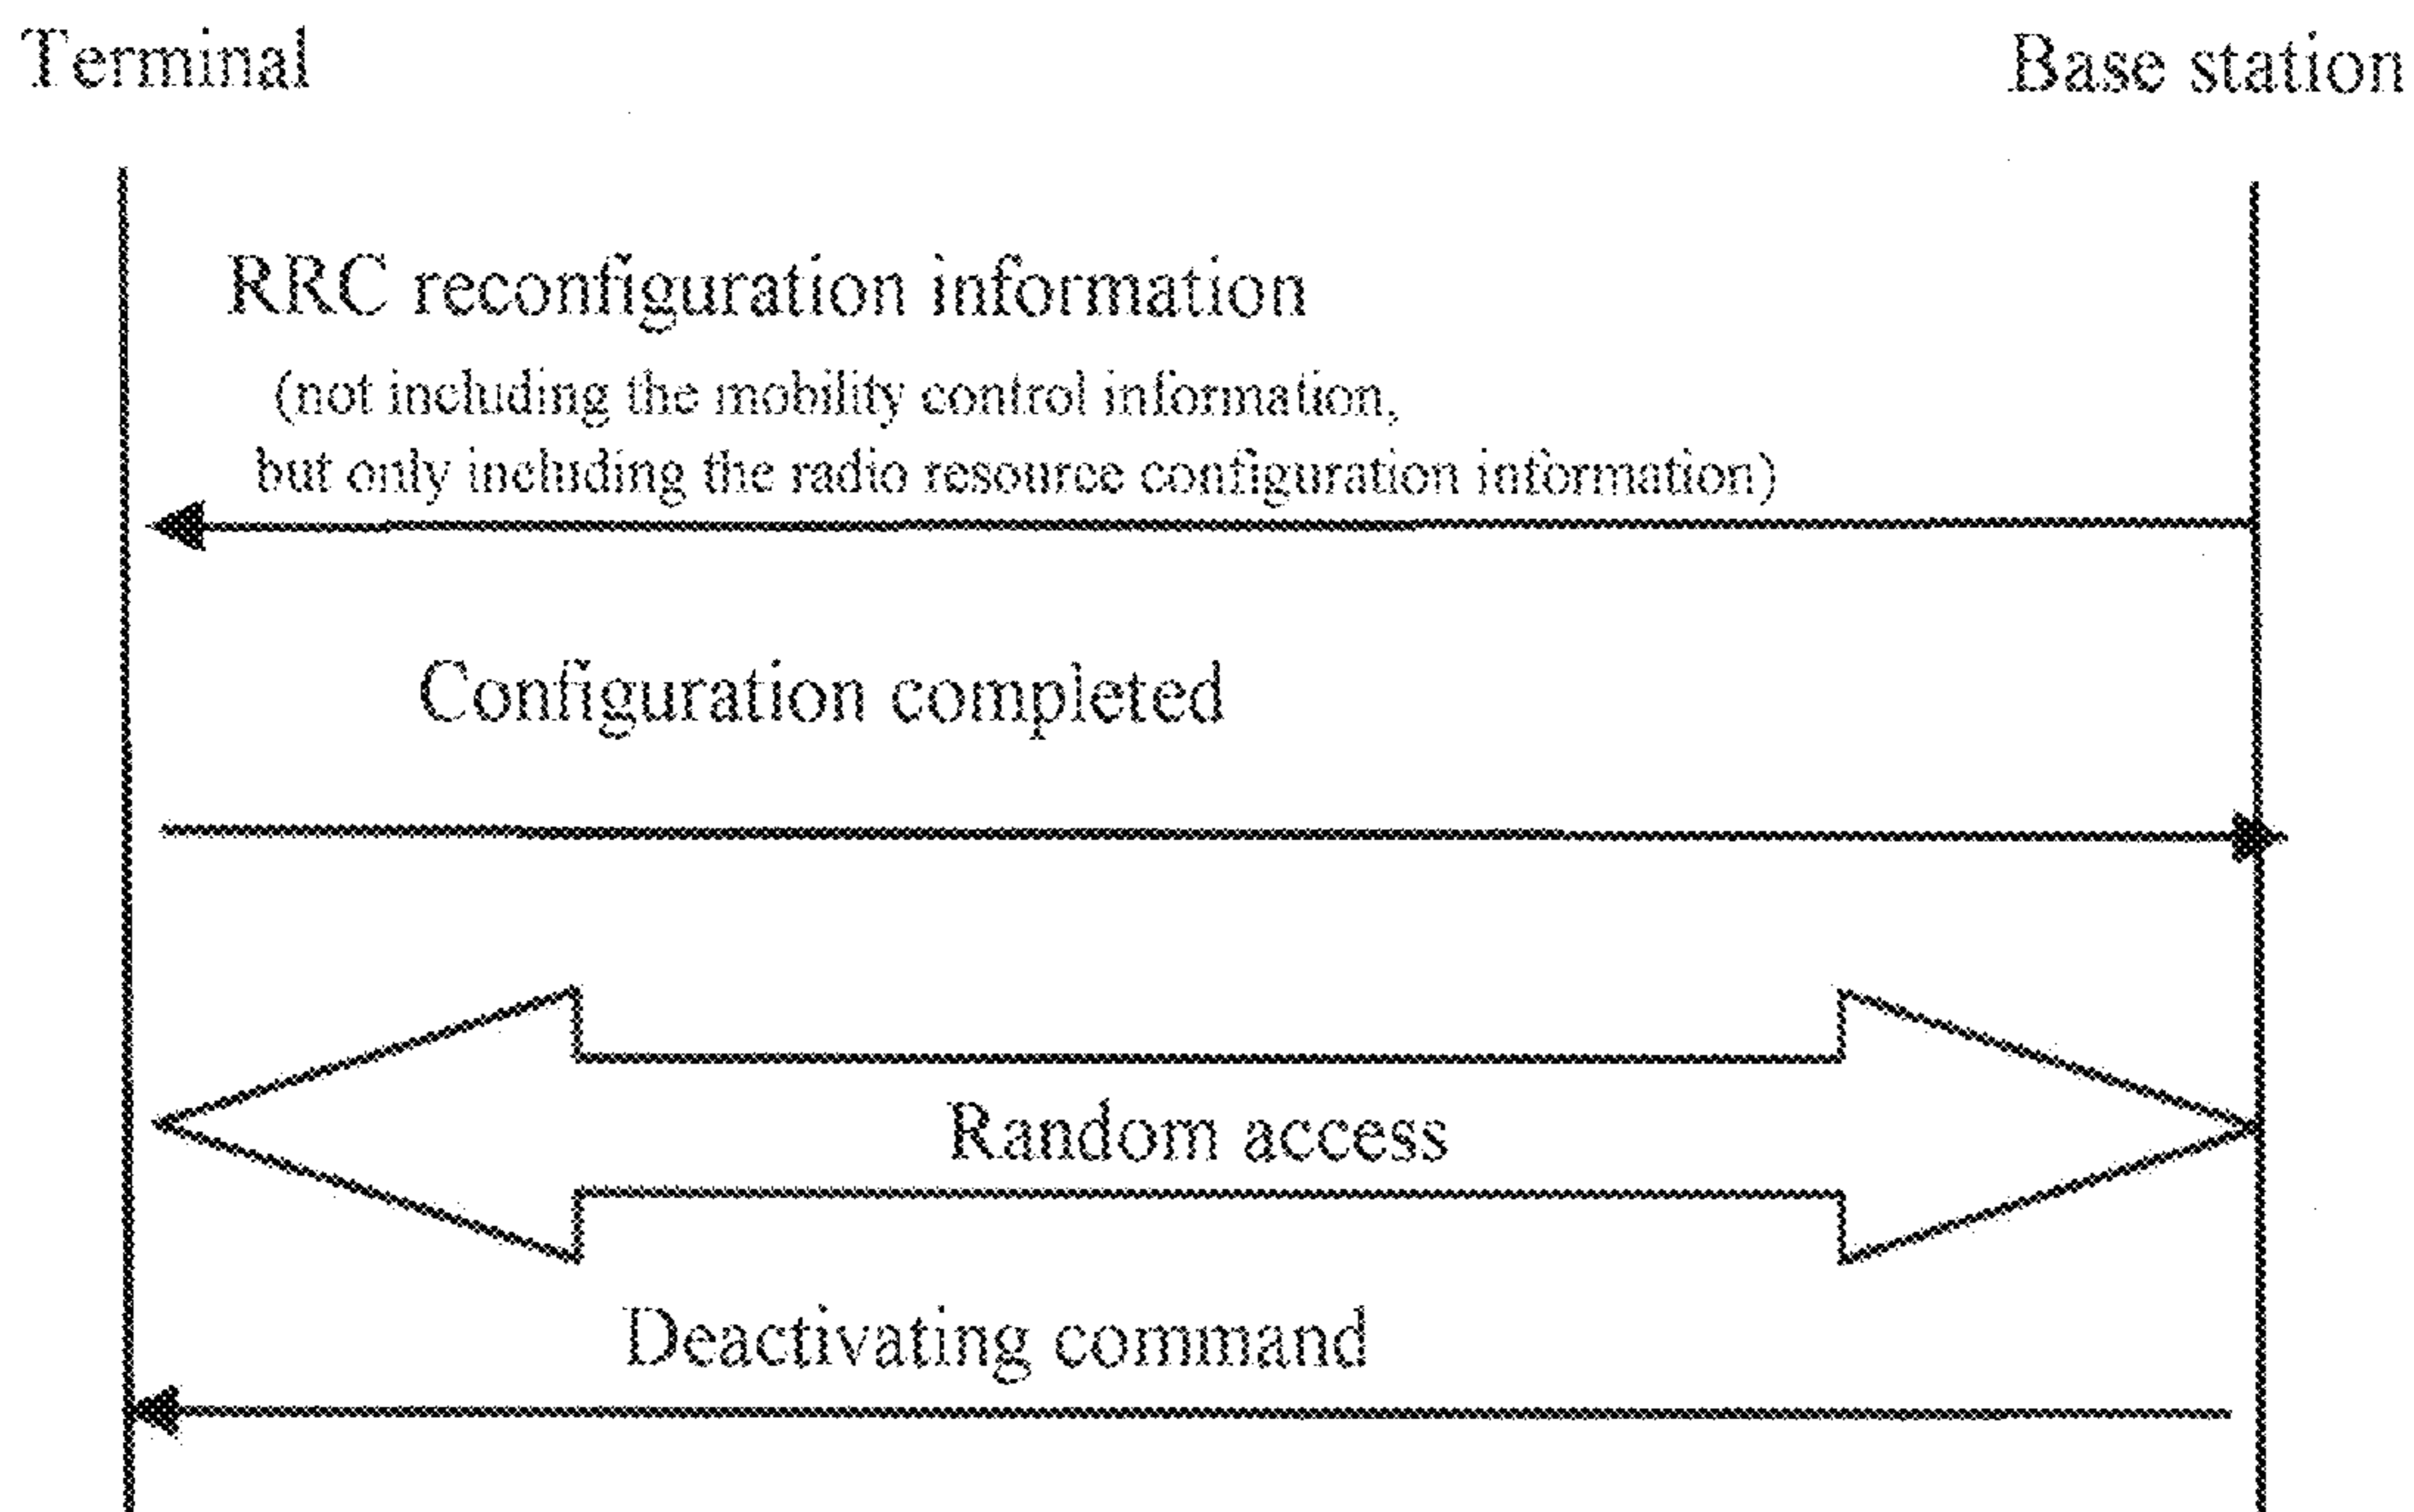 Terminal
Base station
RRC reconfiguration information
(not including the mobility control information,
but only including the radio resource configuration information)
Configuration completed
Random access
Deactivating command